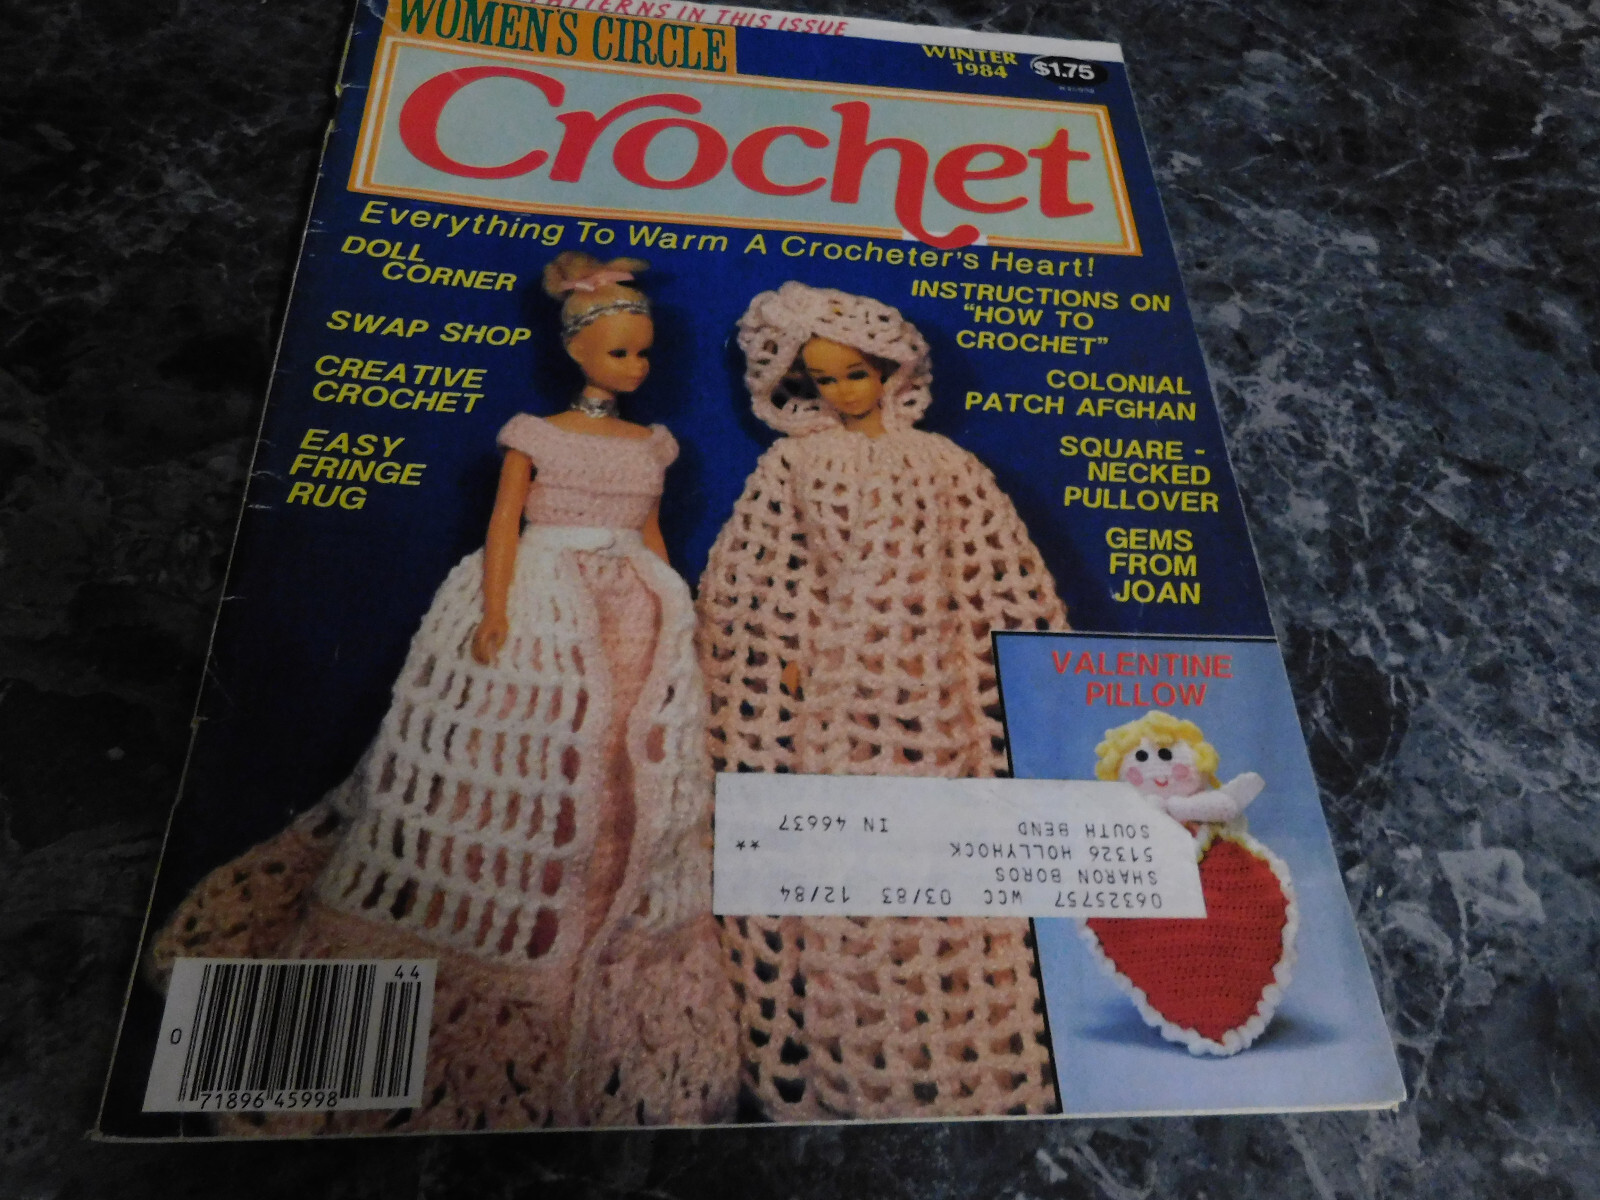 PATTERNS IN THIS ISSUE
WOMEN'S CIRCLE
WINTER
1984
$1.75
Crochet
Everything To Warm A Crocheter's Heart!
DOLL
CORNER
SWAP SHOP
CREATIVE
CROCHET
EASY
FRINGE
RUG
INSTRUCTIONS ON
"HOW TO
CROCHET"
COLONIAL
PATCH AFGHAN
SQUARE -
NECKED
PULLOVER
GEMS
FROM
JOAN
VALENTINE
PILLOW
06325757 WCC 03/83 12/84
SHARON BOROS
51326 HOLLYHOCK **
SOUTH BEND
IN 46637
44
0 71896 45998